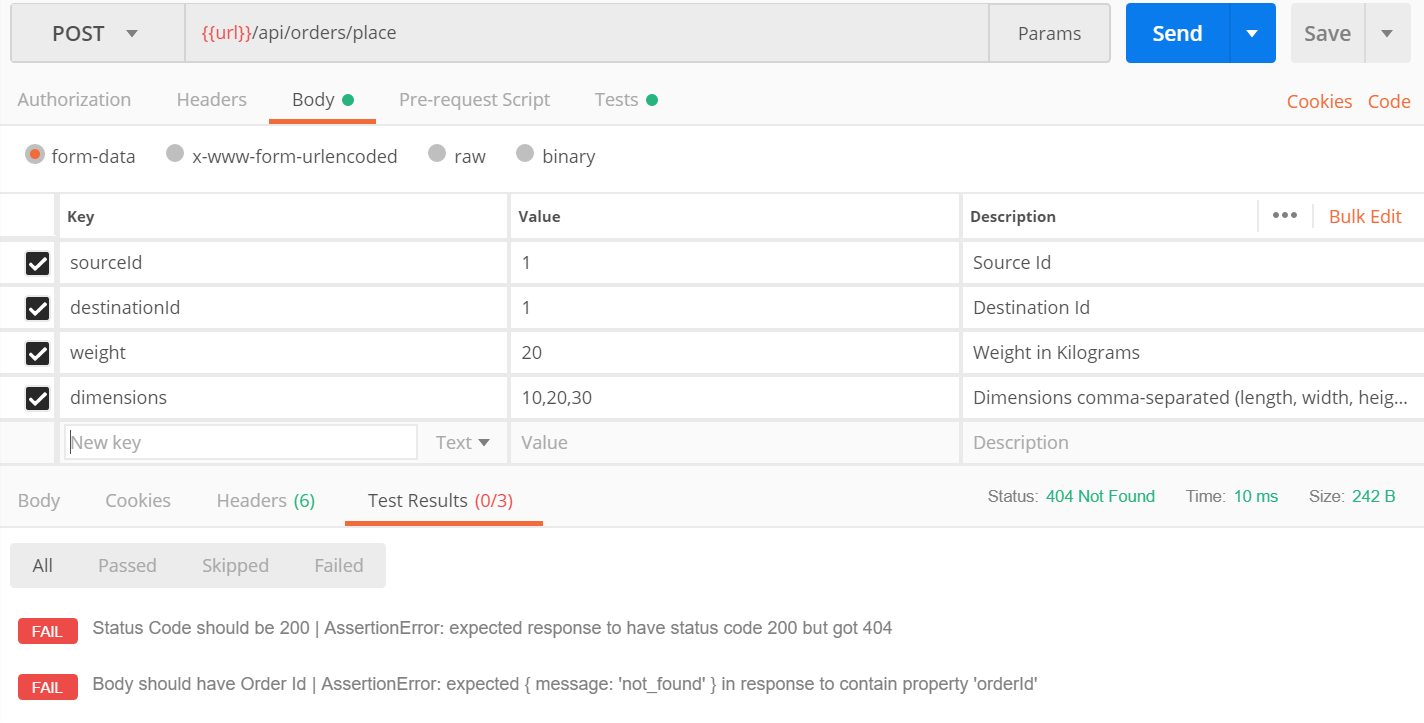 POST {{url}}/api/orders/place Params Send Save
Authorization Headers Body Pre-request Script Tests Cookies Code
form-data x-www-form-urlencoded raw binary
Key Value Description ••• Bulk Edit
sourceId 1 Source Id
destinationId 1 Destination Id
weight 20 Weight in Kilograms
dimensions 10,20,30 Dimensions comma-separated (length, width, heig...
New key Text Value Description
Body Cookies Headers (6) Test Results (0/3) Status: 404 Not Found Time: 10 ms Size: 242 B
All Passed Skipped Failed
FAIL Status Code should be 200 | AssertionError: expected response to have status code 200 but got 404
FAIL Body should have Order Id | AssertionError: expected { message: 'not_found' } in response to contain property 'orderId'